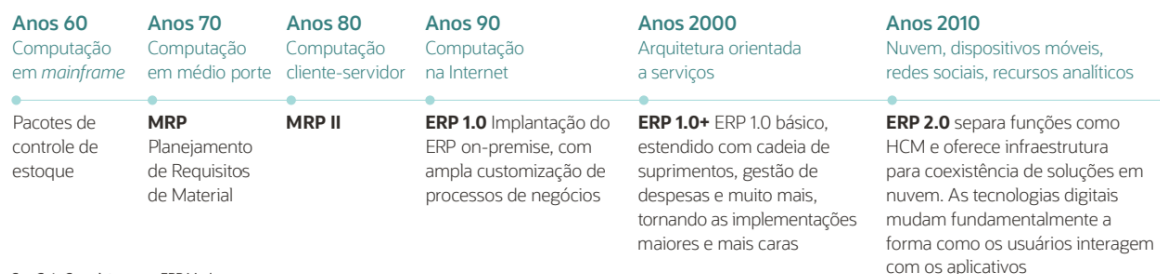 Anos 60
Computação
em mainframe
Pacotes de
controle de
estoque
Anos 70
Computação
em médio porte
MRP
Planejamento
de Requisitos
de Material
Anos 80
Computação
cliente-servidor
MRP II
Anos 90
Computação
na Internet
ERP 1.0 Implantação do
ERP on-premise, com
ampla customização de
processos de negócios
Anos 2000
Arquitetura orientada
a serviços
ERP 1.0+ ERP 1.0 básico,
estendido com cadeia de
suprimentos, gestão de
despesas e muito mais,
tornando as implementações
maiores e mais caras
Anos 2010
Nuvem, dispositivos móveis,
redes sociais, recursos analíticos
ERP 2.0 separa funções como
HCM e oferece infraestrutura
para coexistência de soluções em
nuvem. As tecnologias digitais
mudam fundamentalmente a
forma como os usuários interagem
com os aplicativos